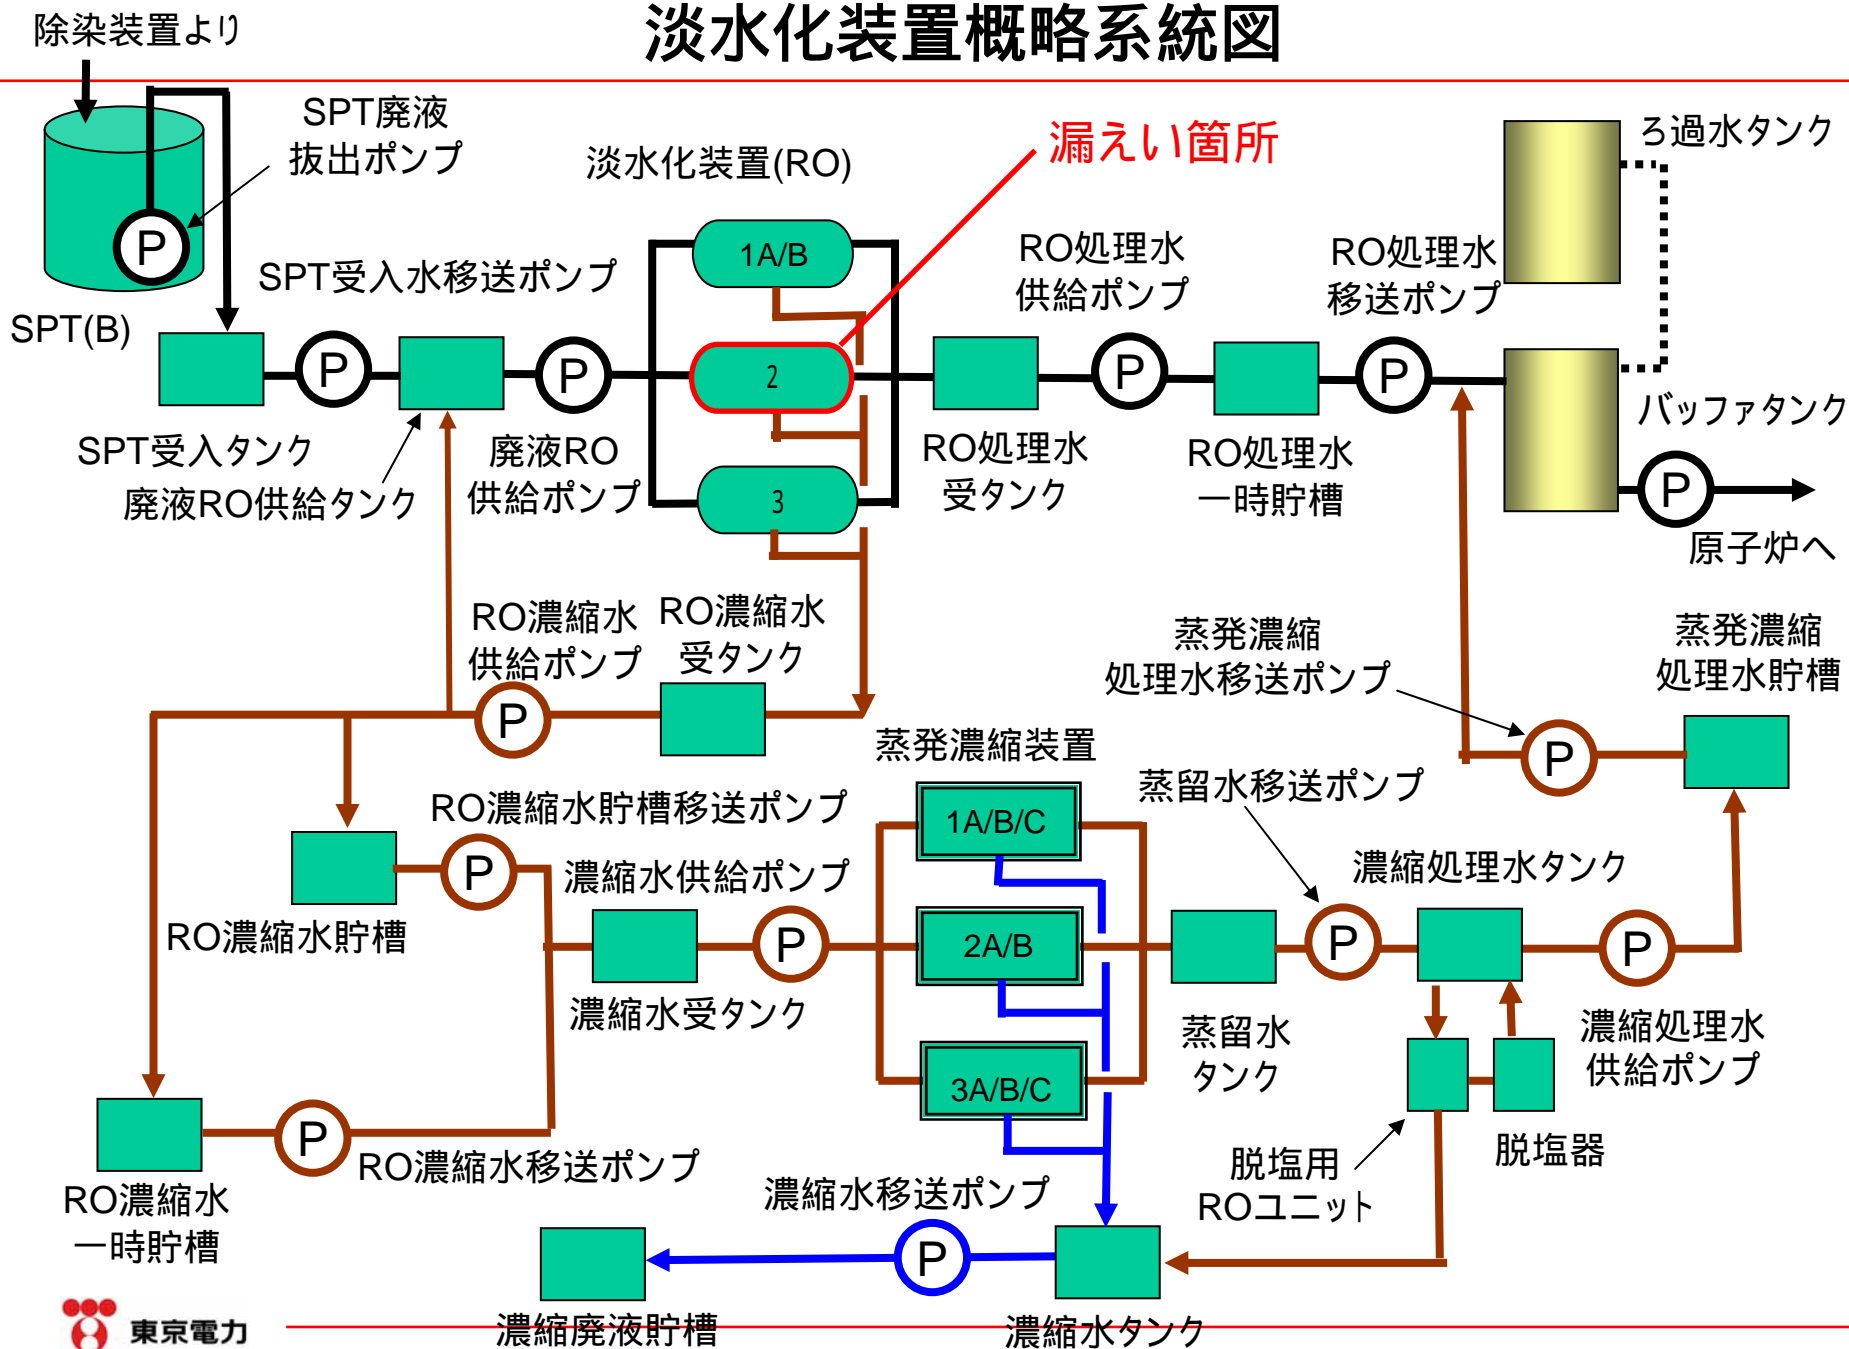 淡水化装置概略系統図
除染装置より
SPT廃液
抜出ポンプ
淡水化装置(RO)
漏えい箇所
ろ過水タンク
P
SPT(B)
SPT受入水移送ポンプ
1A/B
RO処理水
供給ポンプ
RO処理水
移送ポンプ
P
P
2
P
P
バッファタンク
SPT受入タンク
廃液RO供給タンク
廃液RO
供給ポンプ
3
RO処理水
受タンク
RO処理水
一時貯槽
P
原子炉へ
RO濃縮水
供給ポンプ
RO濃縮水
受タンク
蒸発濃縮
処理水移送ポンプ
蒸発濃縮
処理水貯槽
P
P
蒸発濃縮装置
蒸留水移送ポンプ
RO濃縮水貯槽移送ポンプ
1A/B/C
P
濃縮水供給ポンプ
濃縮処理水タンク
RO濃縮水貯槽
P
2A/B
P
P
濃縮水受タンク
蒸留水
タンク
濃縮処理水
供給ポンプ
3A/B/C
P
RO濃縮水移送ポンプ
脱塩用
ROユニット
脱塩器
RO濃縮水
一時貯槽
濃縮水移送ポンプ
P
濃縮廃液貯槽
濃縮水タンク
東京電力